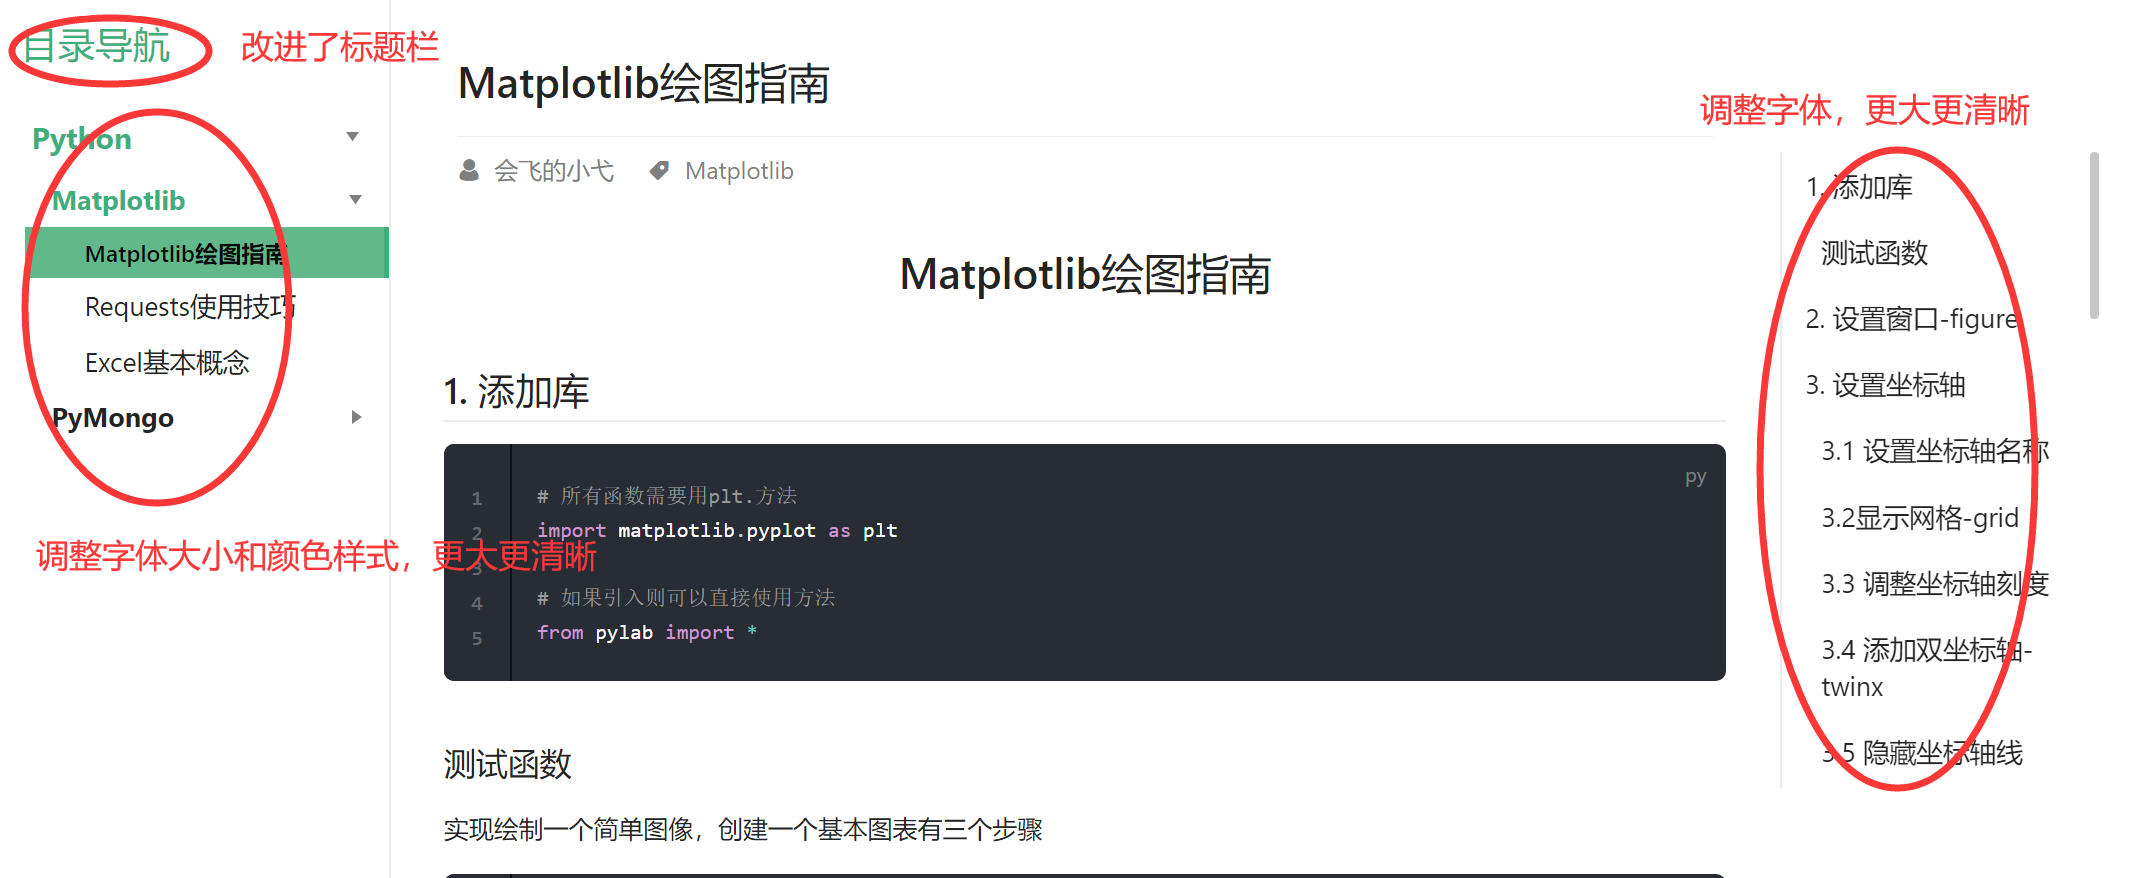 目录导航
改进了标题栏
Python
Matplotlib
Matplotlib绘图指南
Requests使用技巧
Excel基本概念
PyMongo
调整字体大小和颜色样式，更大更清晰
Matplotlib绘图指南
会飞的小弋
Matplotlib
Matplotlib绘图指南
1. 添加库
py
1
# 所有函数需要用plt.方法
2
import matplotlib.pyplot as plt
3
4
# 如果引入则可以直接使用方法
5
from pylab import *
测试函数
实现绘制一个简单图像，创建一个基本图表有三个步骤
调整字体，更大更清晰
1. 添加库
测试函数
2. 设置窗口-figure
3. 设置坐标轴
3.1 设置坐标轴名称
3.2显示网格-grid
3.3 调整坐标轴刻度
3.4 添加双坐标轴-
twinx
3.5 隐藏坐标轴线